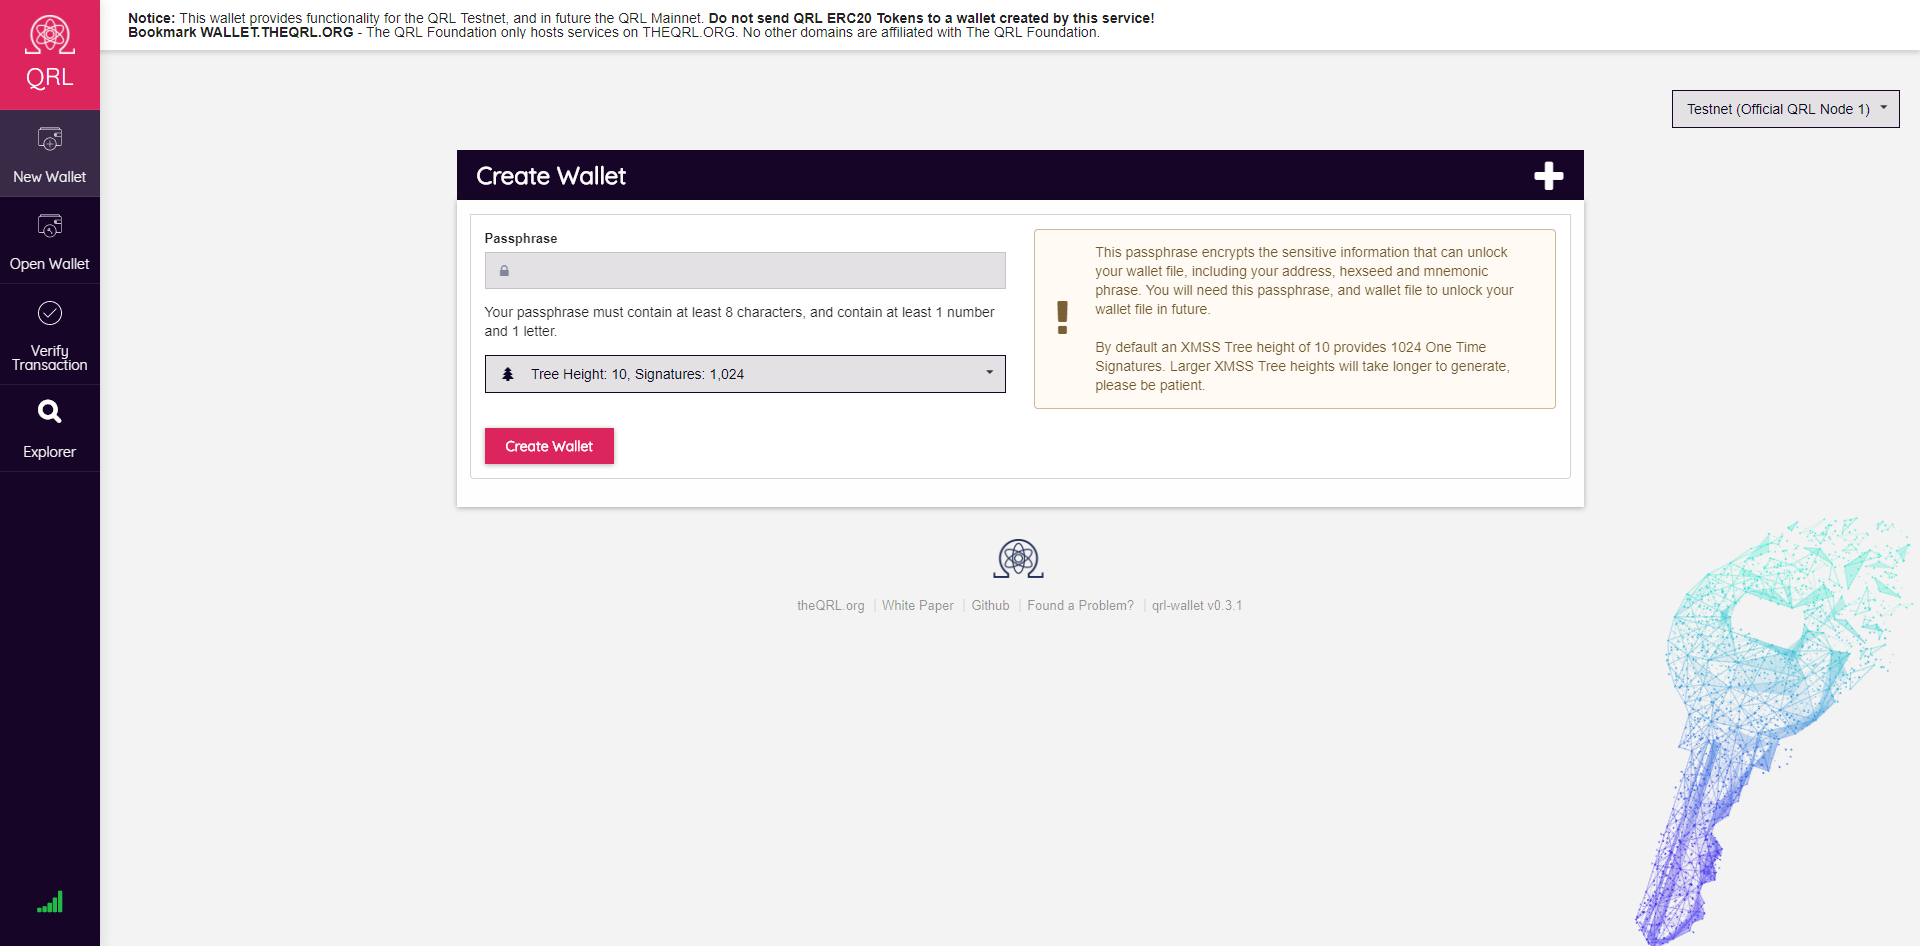 Notice: This wallet provides functionality for the QRL Testnet, and in future the QRL Mainnet. Do not send QRL ERC20 Tokens to a wallet created by this service!
Bookmark WALLET.THEQRL.ORG - The QRL Foundation only hosts services on THEQRL.ORG. No other domains are affiliated with The QRL Foundation.
QRL
New Wallet
Open Wallet
Verify
Transaction
Explorer
Testnet (Official QRL Node 1)
Create Wallet
Passphrase
Your passphrase must contain at least 8 characters, and contain at least 1 number
and 1 letter.
Tree Height: 10, Signatures: 1,024
Create Wallet
This passphrase encrypts the sensitive information that can unlock
your wallet file, including your address, hexseed and mnemonic
phrase. You will need this passphrase, and wallet file to unlock your
wallet file in future.
By default an XMSS Tree height of 10 provides 1024 One Time
Signatures. Larger XMSS Tree heights will take longer to generate,
please be patient.
theQRL.org White Paper Github Found a Problem? qrl-wallet v0.3.1